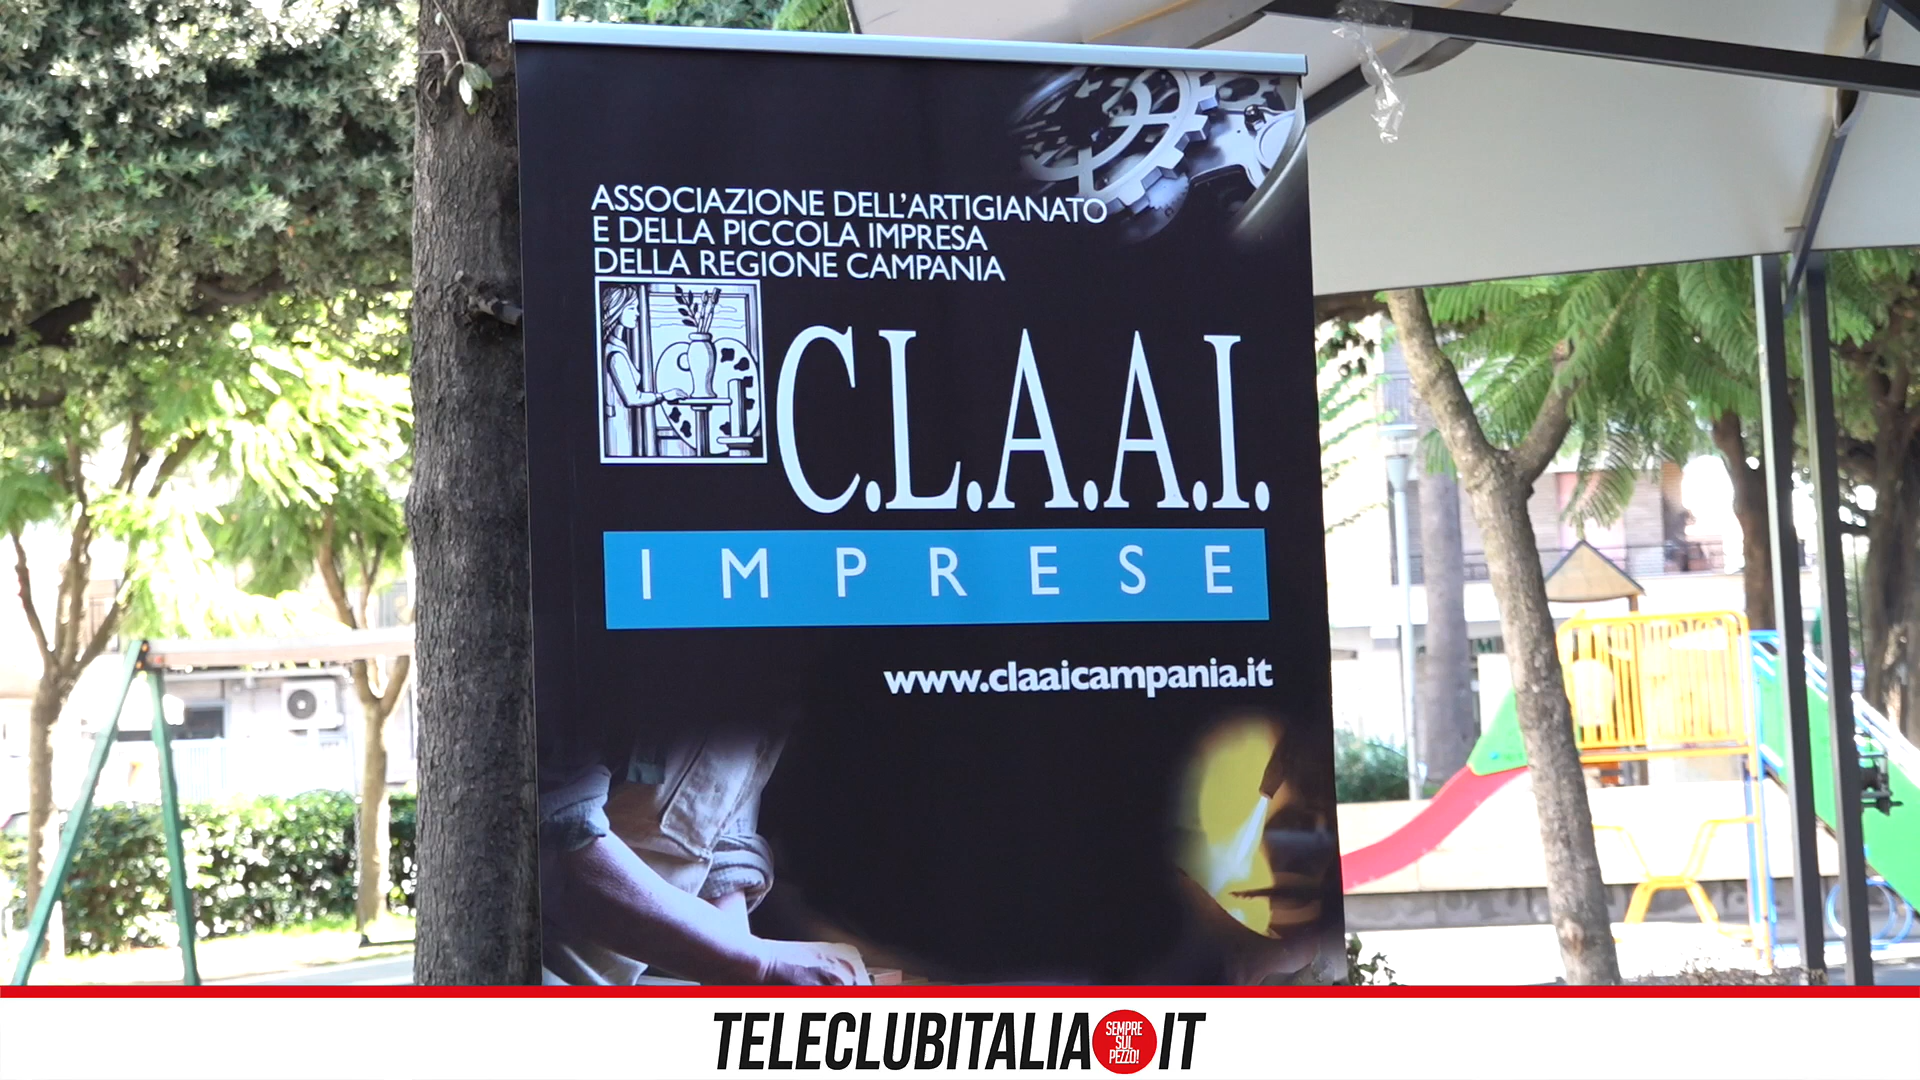 ASSOCIAZIONE DELL'ARTIGIANATO
E DELLA PICCOLA IMPRESA
DELLA REGIONE CAMPANIA
C.L.A.A.I.
IMPRESE
www.claaicampania.it
TELECLUBITALIA SEMPRE SUL PEZZO! IT